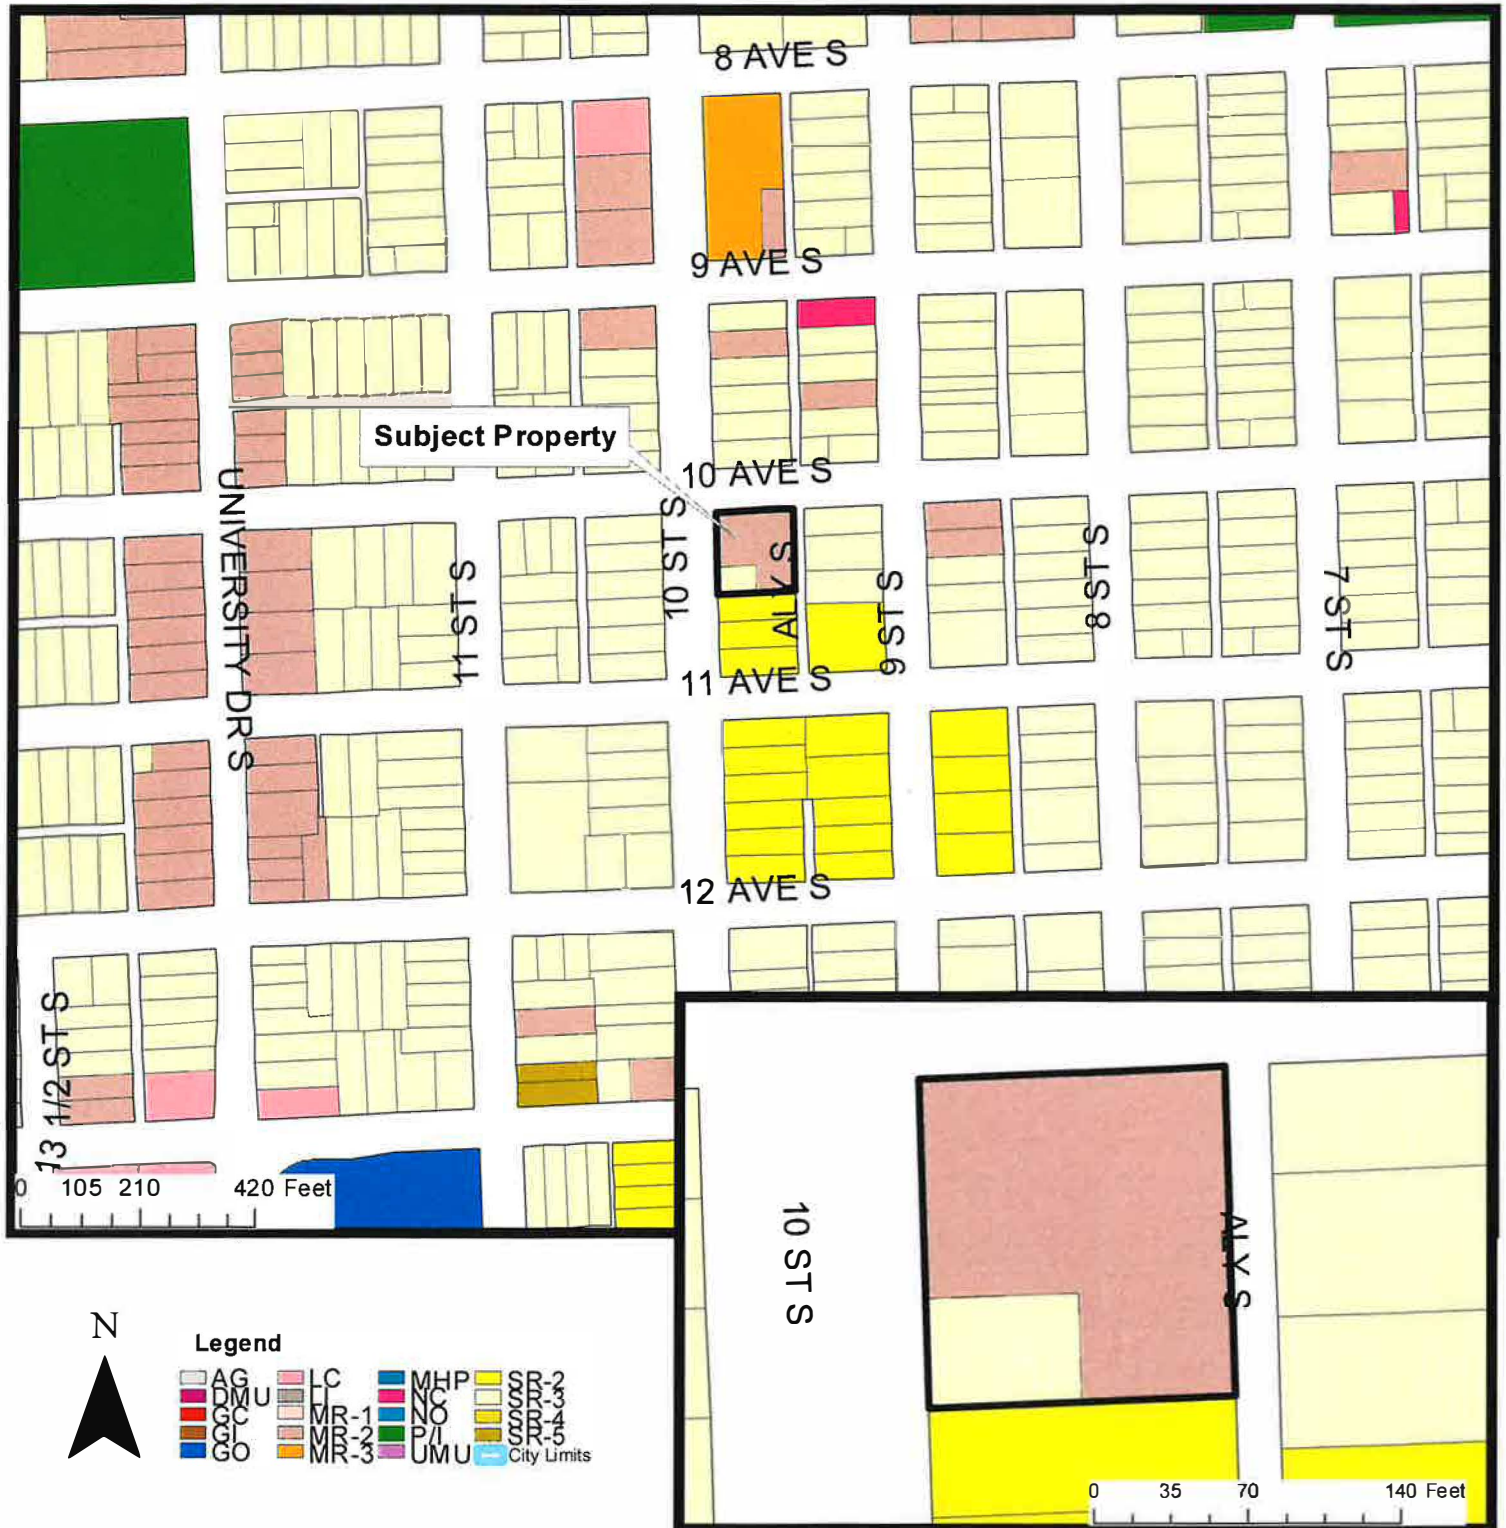 8 AVE S
9 AVE S
Subject Property
10 AVE S
UNIVERSITY DR S
11 ST S
10 ST S
ALY S
9 ST S
8 ST S
7 ST S
11 AVE S
12 AVE S
13 1/2 ST S
0 105 210 420 Feet
10 ST S
ALY S
0 35 70 140 Feet
N
Legend
AG LC MHP SR-2
DMU LI NC SR-3
GC MR-1 NO SR-4
GI MR-2 P/I SR-5
GO MR-3 UMU City Limits